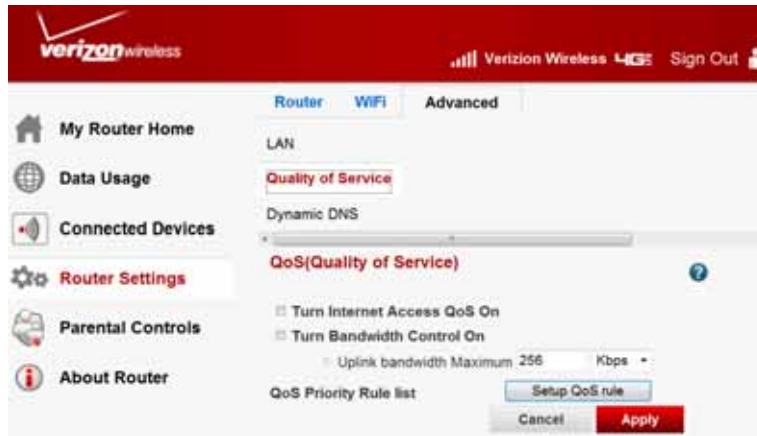 verizonwireless
Verizion Wireless 4GLTE Sign Out
Router WiFi Advanced
My Router Home
Data Usage
Connected Devices
Router Settings
Parental Controls
About Router
LAN
Quality of Service
Dynamic DNS
QoS(Quality of Service)
Turn Internet Access QoS On
Turn Bandwidth Control On
Uplink bandwidth Maximum 256 Kbps
QoS Priority Rule list Setup QoS rule
Cancel Apply